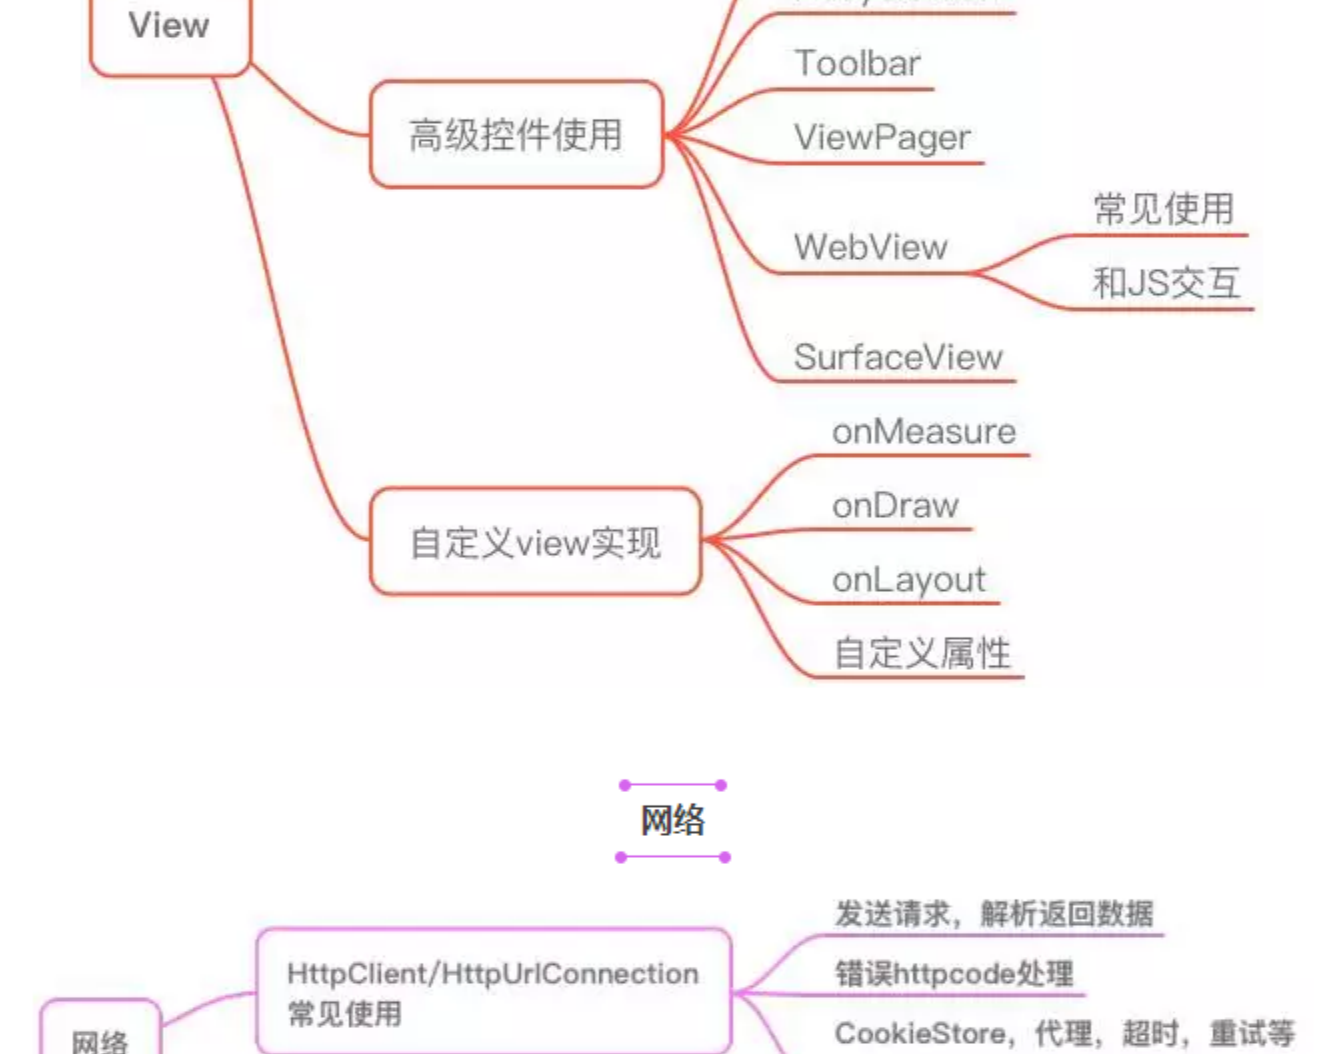 View
高级控件使用
Toolbar
ViewPager
WebView
常见使用
和JS交互
SurfaceView
自定义view实现
onMeasure
onDraw
onLayout
自定义属性
网络
网络
HttpClient/HttpUrlConnection
常见使用
发送请求，解析返回数据
错误httpcode处理
CookieStore，代理，超时，重试等